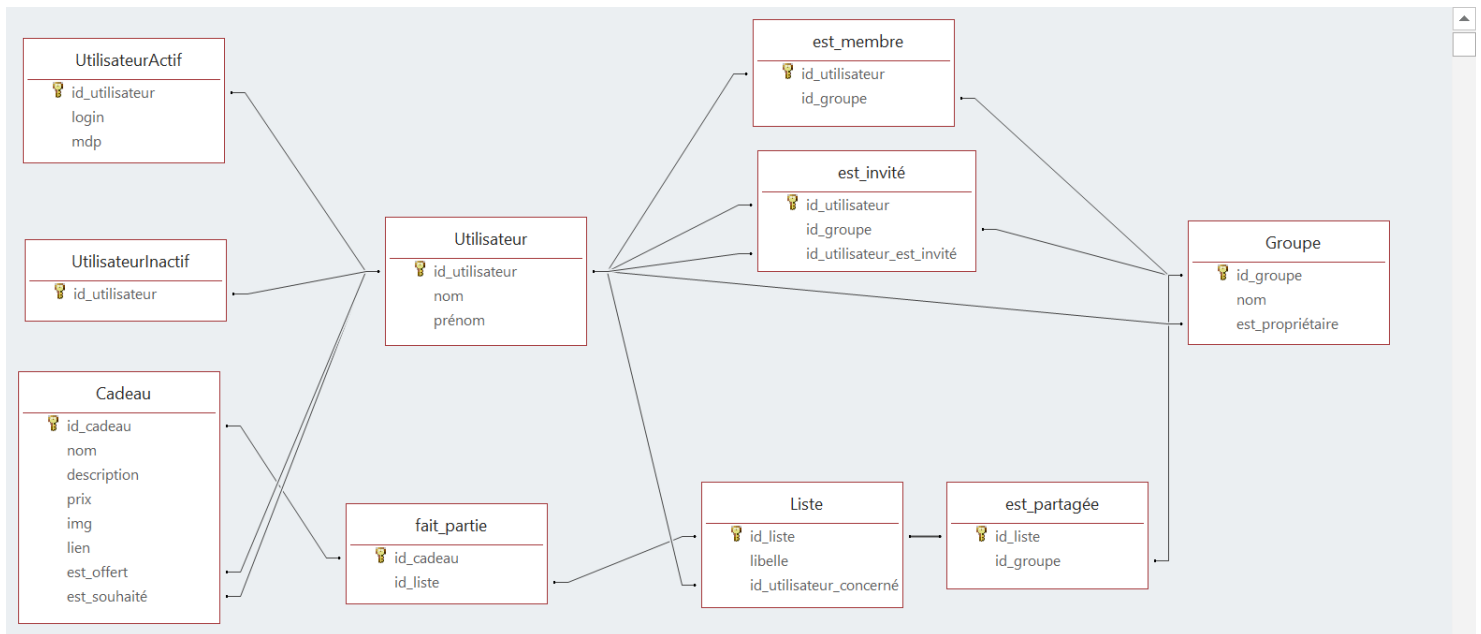 UtilisateurActif
id_utilisateur
login
mdp
UtilisateurInactif
id_utilisateur
Cadeau
id_cadeau
nom
description
prix
img
lien
est_offert
est_souhaité
Utilisateur
id_utilisateur
nom
prénom
fait_partie
id_cadeau
id_liste
est_membre
id_utilisateur
id_groupe
est_invité
id_utilisateur
id_groupe
id_utilisateur_est_invité
Liste
id_liste
libelle
id_utilisateur_concerné
est_partagée
id_liste
id_groupe
Groupe
id_groupe
nom
est_propriétaire